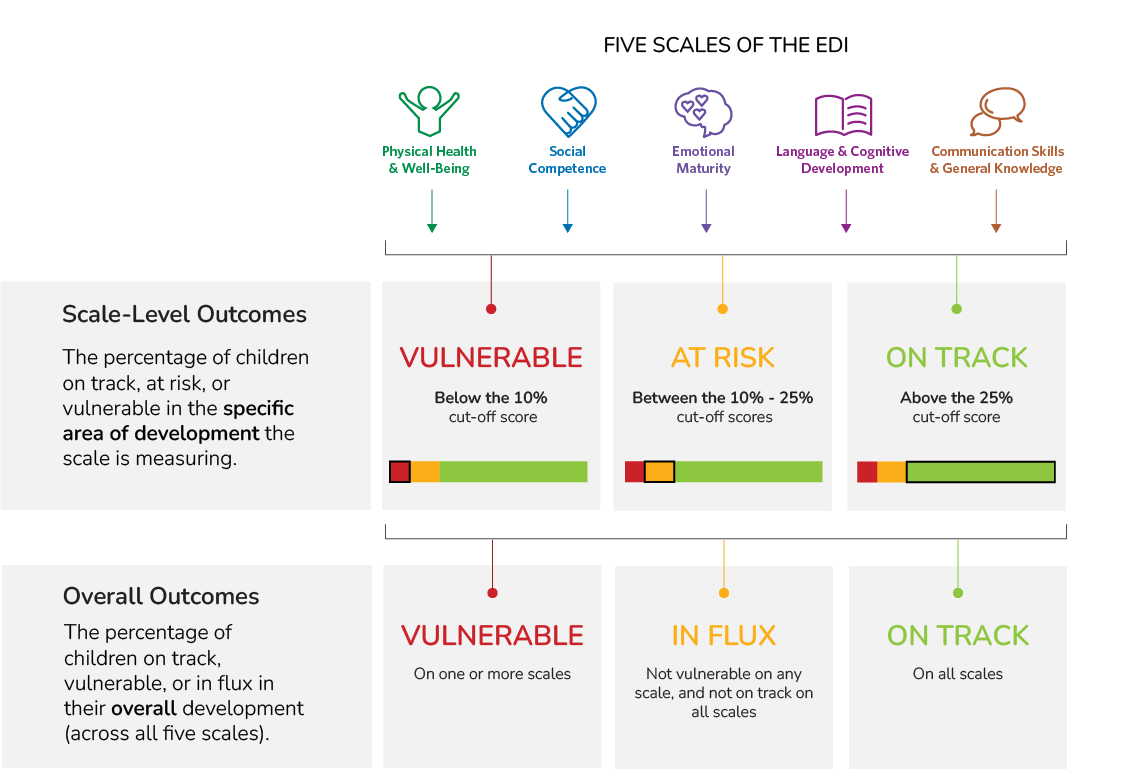 FIVE SCALES OF THE EDI
Physical Health
& Well-Being
Social
Competence
Emotional
Maturity
Language & Cognitive
Development
Communication Skills
& General Knowledge
Scale-Level Outcomes
The percentage of children
on track, at risk, or
vulnerable in the specific
area of development the
scale is measuring.
VULNERABLE
Below the 10%
cut-off score
AT RISK
Between the 10% - 25%
cut-off scores
ON TRACK
Above the 25%
cut-off score
Overall Outcomes
The percentage of
children on track,
vulnerable, or in flux in
their overall development
(across all five scales).
VULNERABLE
On one or more scales
IN FLUX
Not vulnerable on any
scale, and not on track on
all scales
ON TRACK
On all scales